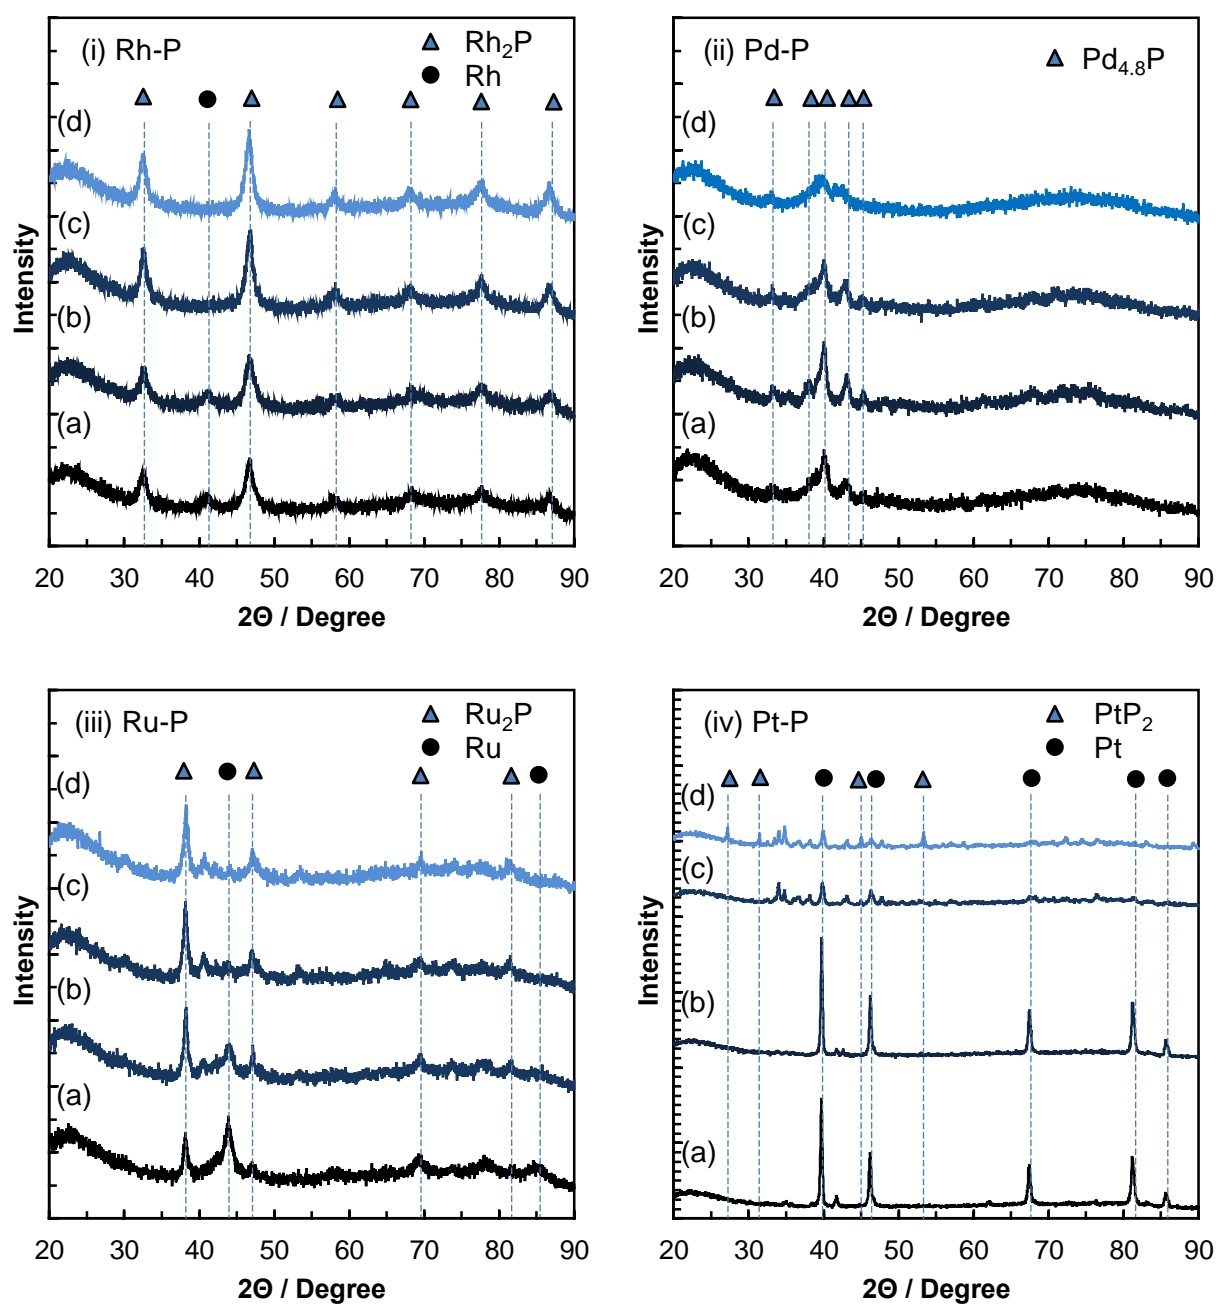 (i) Rh-P
Rh₂P
Rh
(d)
(c)
(b)
(a)
Intensity
20 30 40 50 60 70 80 90
2Θ / Degree
(ii) Pd-P
Pd₄.₈P
(d)
(c)
(b)
(a)
Intensity
20 30 40 50 60 70 80 90
2Θ / Degree
(iii) Ru-P
Ru₂P
Ru
(d)
(c)
(b)
(a)
Intensity
20 30 40 50 60 70 80 90
2Θ / Degree
(iv) Pt-P
PtP₂
Pt
(d)
(c)
(b)
(a)
Intensity
20 30 40 50 60 70 80 90
2Θ / Degree